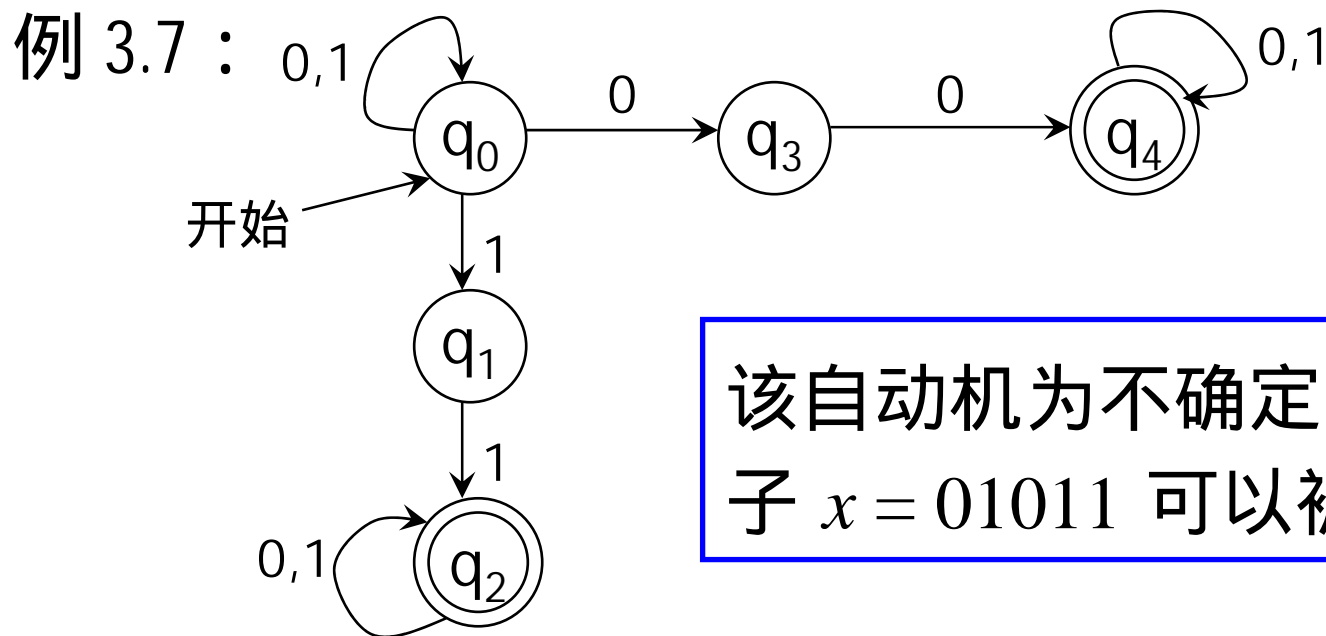 例 3.7：
0,1
0
0
0,1
q0
q3
q4
开始
1
q1
1
0,1
q2
该自动机为不确定
子 x = 01011 可以